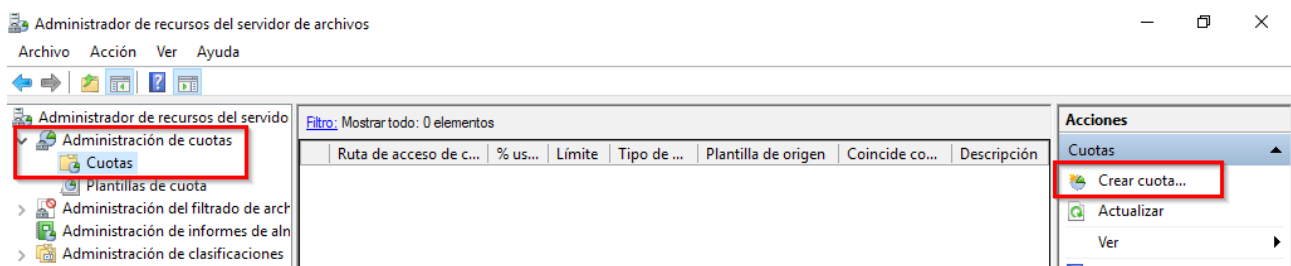 Administrador de recursos del servidor de archivos
Archivo Acción Ver Ayuda
Administrador de recursos del servido
Administración de cuotas
Cuotas
Plantillas de cuota
Administración del filtrado de arch
Administración de informes de aln
Administración de clasificaciones
Filtro: Mostrar todo: 0 elementos
Ruta de acceso de c... % us... Límite Tipo de ... Plantilla de origen Coincide co... Descripción
Acciones
Cuotas
Crear cuota...
Actualizar
Ver